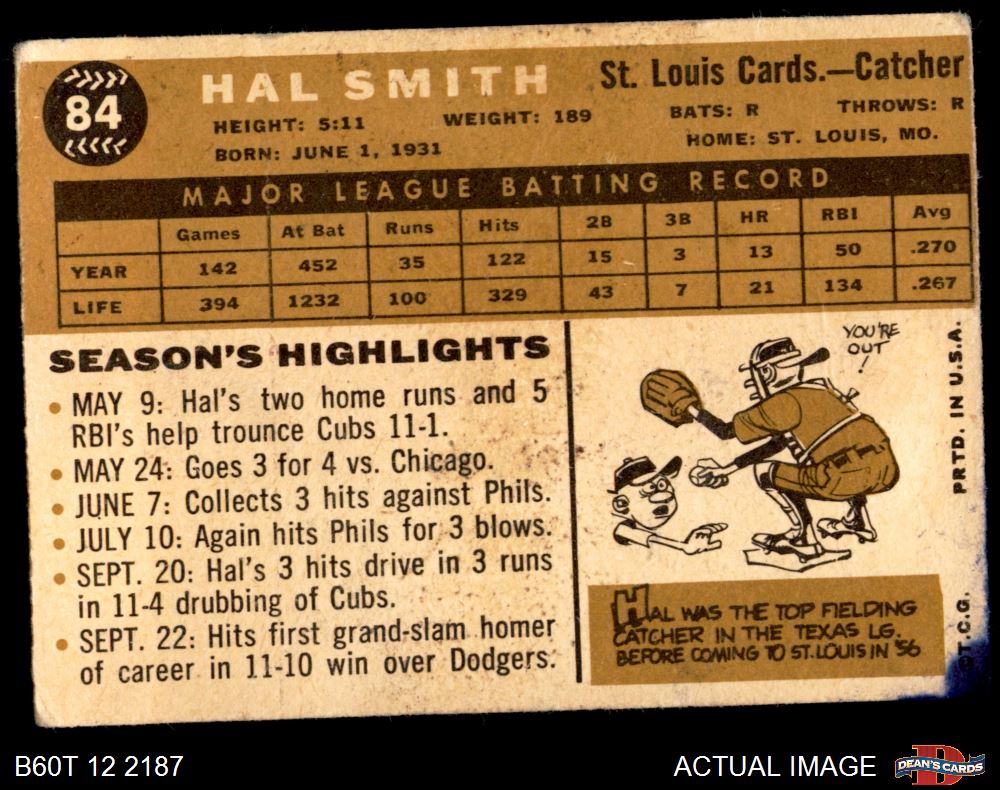 84
HAL SMITH
St. Louis Cards.—Catcher
HEIGHT: 5:11 WEIGHT: 189 BATS: R THROWS: R
BORN: JUNE 1, 1931 HOME: ST. LOUIS, MO.
MAJOR LEAGUE BATTING RECORD
Games At Bat Runs Hits 2B 3B HR RBI Avg
YEAR 142 452 35 122 15 3 13 50 .270
LIFE 394 1232 100 329 43 7 21 134 .267
SEASON'S HIGHLIGHTS
• MAY 9: Hal's two home runs and 5
RBI's help trounce Cubs 11-1.
• MAY 24: Goes 3 for 4 vs. Chicago.
• JUNE 7: Collects 3 hits against Phils.
• JULY 10: Again hits Phils for 3 blows.
• SEPT. 20: Hal's 3 hits drive in 3 runs
in 11-4 drubbing of Cubs.
• SEPT. 22: Hits first grand-slam homer
of career in 11-10 win over Dodgers.
YOU'RE
OUT
!
HAL WAS THE TOP FIELDING
CATCHER IN THE TEXAS LG.
BEFORE COMING TO ST. LOUIS IN '56
©T.C.G. PRTD. IN U.S.A.
B60T 12 2187
ACTUAL IMAGE
D
DEAN'S CARDS